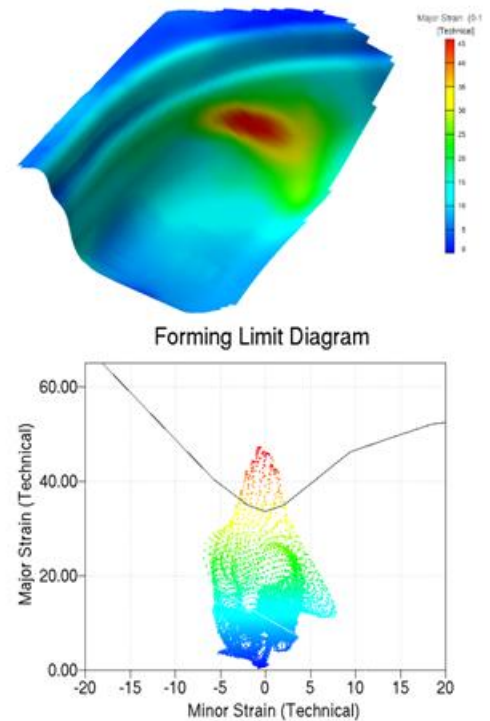 Major Strain (0-1
[Technical]
45
40
35
30
25
20
15
10
5
0
Forming Limit Diagram
60.00
40.00
20.00
0.00
Major Strain (Technical)
-20 -15 -10 -5 0 5 10 15 20
Minor Strain (Technical)